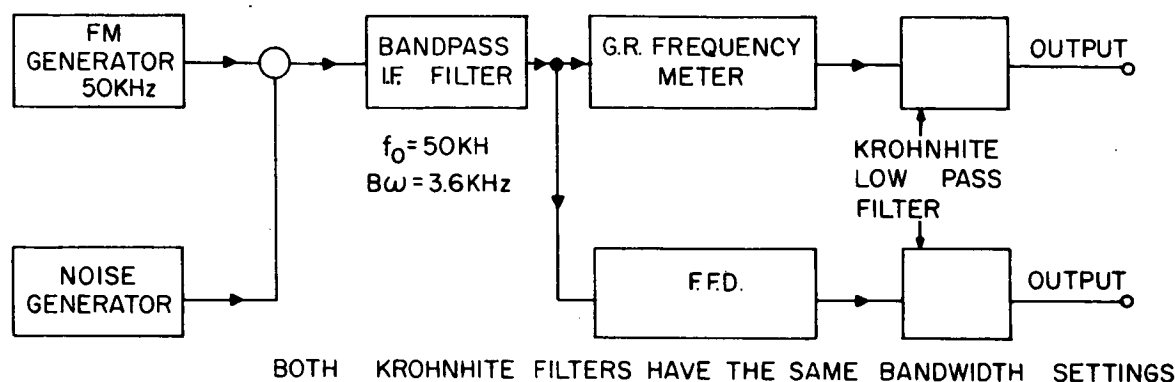 FM
GENERATOR
50KHz
BANDPASS
I.F. FILTER
G.R. FREQUENCY
METER
OUTPUT
f₀ = 50KH
Bω = 3.6KHz
KROHNHITE
LOW PASS
FILTER
NOISE
GENERATOR
F.F.D.
OUTPUT
BOTH KROHNHITE FILTERS HAVE THE SAME BANDWIDTH SETTINGS